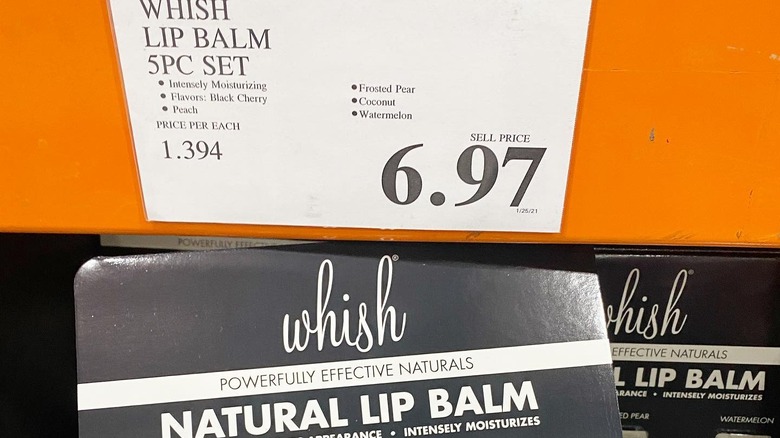 WHISH
LIP BALM
5PC SET
• Intensely Moisturizing
• Flavors: Black Cherry
• Peach
• Frosted Pear
• Coconut
• Watermelon
PRICE PER EACH
1.394
SELL PRICE
6.97
1/26/21
POWERFULLY EFFECTIVE
whish®
POWERFULLY EFFECTIVE NATURALS
NATURAL LIP BALM
APPEARANCE • INTENSELY MOISTURIZES
whish®
EFFECTIVE NATURALS
L LIP BALM
ARANCE • INTENSELY MOISTURIZES
ED PEAR
WATERMELON